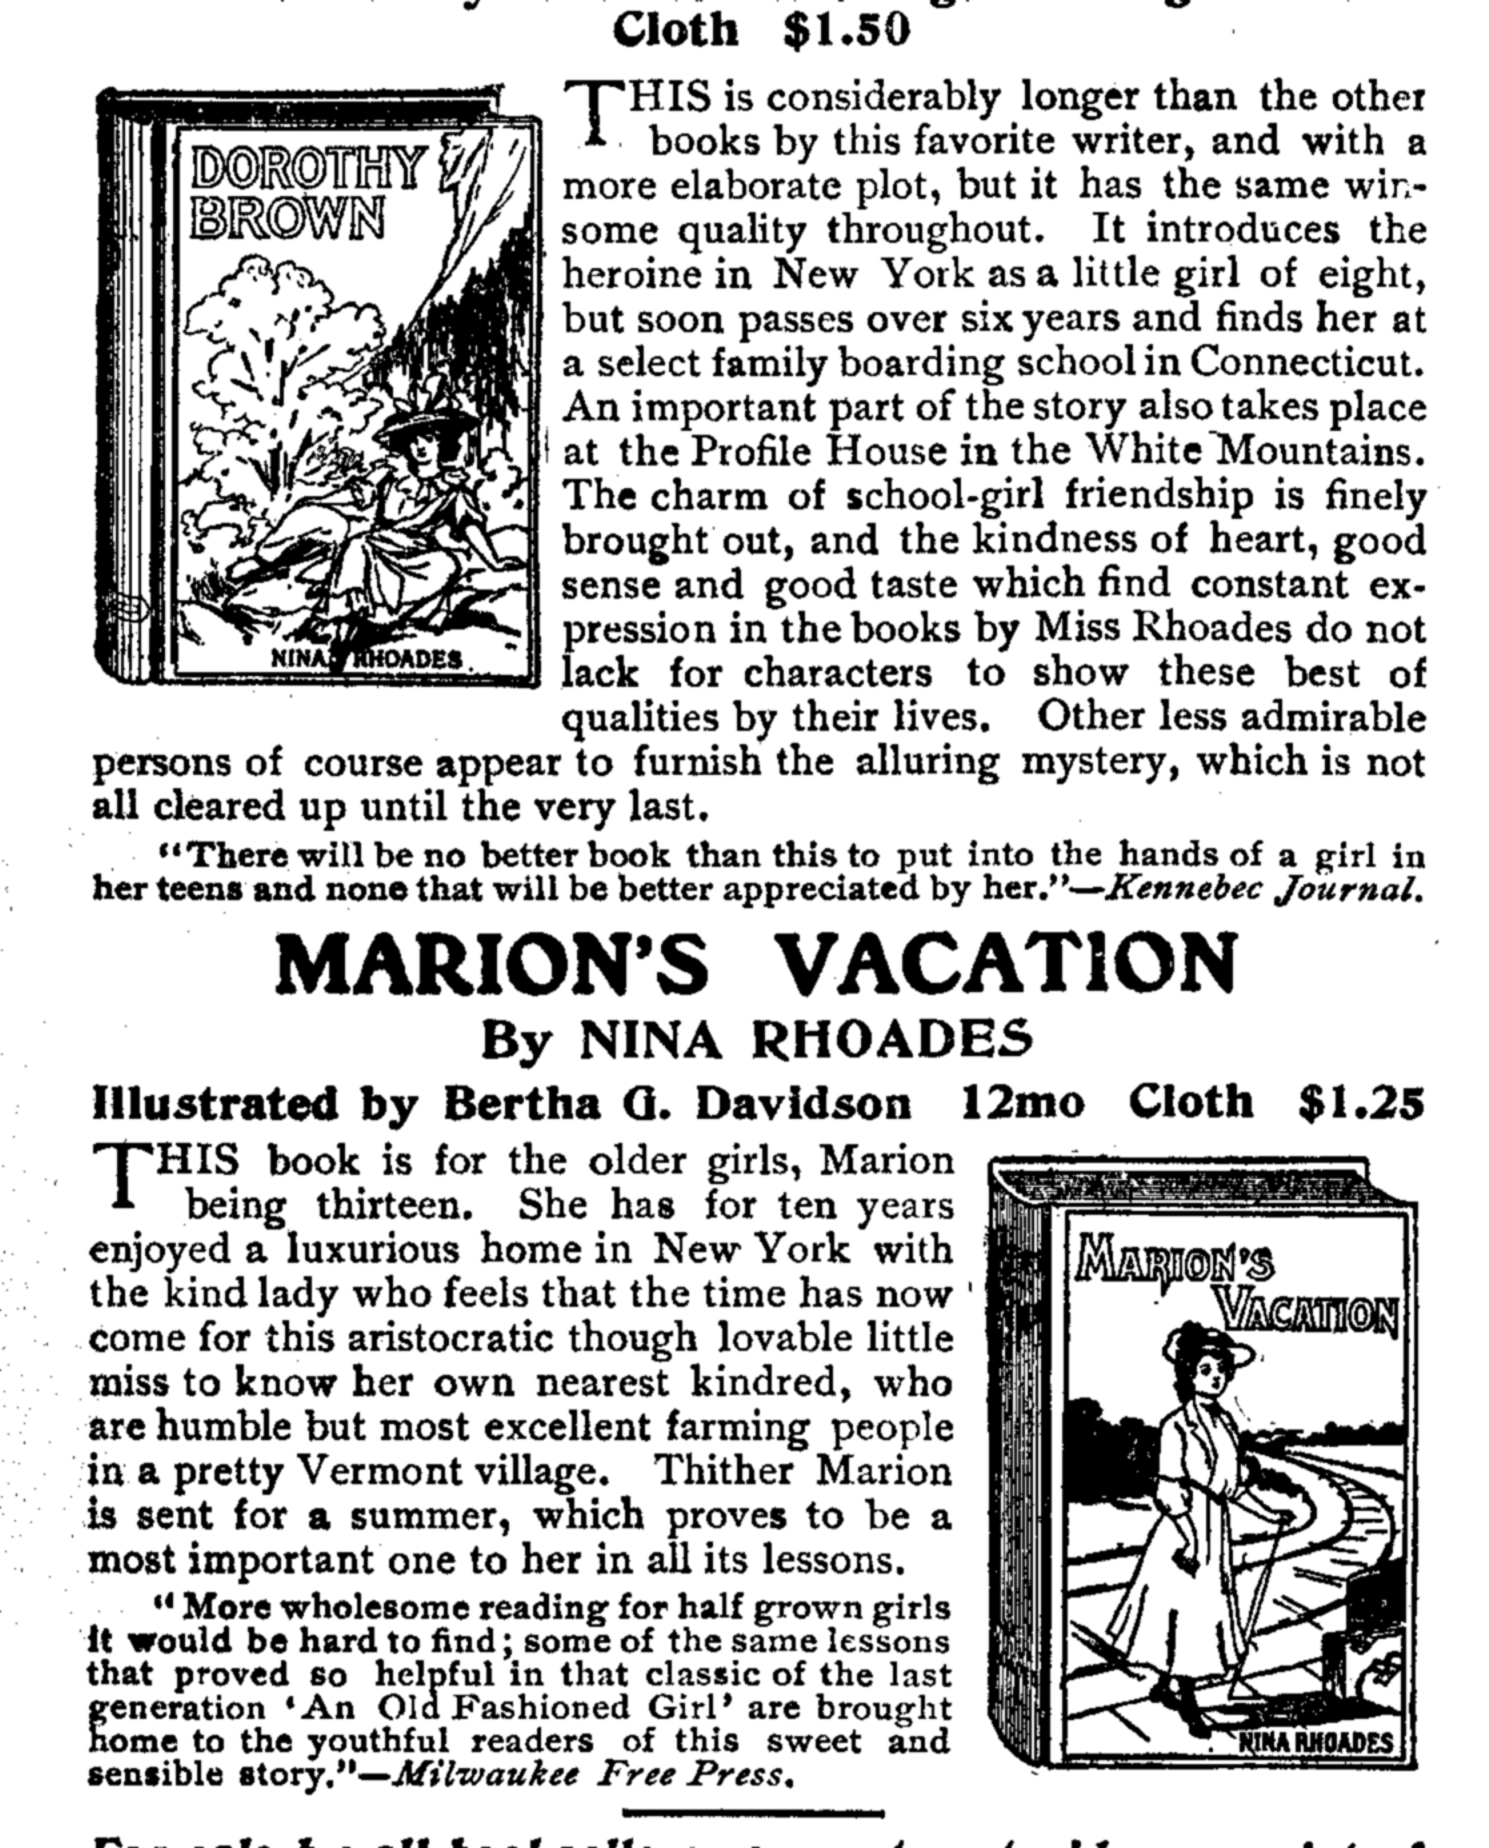 Cloth $1.50
DOROTHY
BROWN
NINA RHOADES
THIS is considerably longer than the other
books by this favorite writer, and with a
more elaborate plot, but it has the same win-
some quality throughout. It introduces the
heroine in New York as a little girl of eight,
but soon passes over six years and finds her at
a select family boarding school in Connecticut.
An important part of the story also takes place
at the Profile House in the White Mountains.
The charm of school-girl friendship is finely
brought out, and the kindness of heart, good
sense and good taste which find constant ex-
pression in the books by Miss Rhoades do not
lack for characters to show these best of
qualities by their lives. Other less admirable
persons of course appear to furnish the alluring mystery, which is not
all cleared up until the very last.
"There will be no better book than this to put into the hands of a girl in
her teens and none that will be better appreciated by her."—Kennebec Journal.
MARION'S VACATION
By NINA RHOADES
Illustrated by Bertha G. Davidson 12mo Cloth $1.25
THIS book is for the older girls, Marion
being thirteen. She has for ten years
enjoyed a luxurious home in New York with
the kind lady who feels that the time has now
come for this aristocratic though lovable little
miss to know her own nearest kindred, who
are humble but most excellent farming people
in a pretty Vermont village. Thither Marion
is sent for a summer, which proves to be a
most important one to her in all its lessons.
"More wholesome reading for half grown girls
it would be hard to find; some of the same lessons
that proved so helpful in that classic of the last
generation 'An Old Fashioned Girl' are brought
home to the youthful readers of this sweet and
sensible story."—Milwaukee Free Press.
MARION'S
VACATION
NINA RHOADES